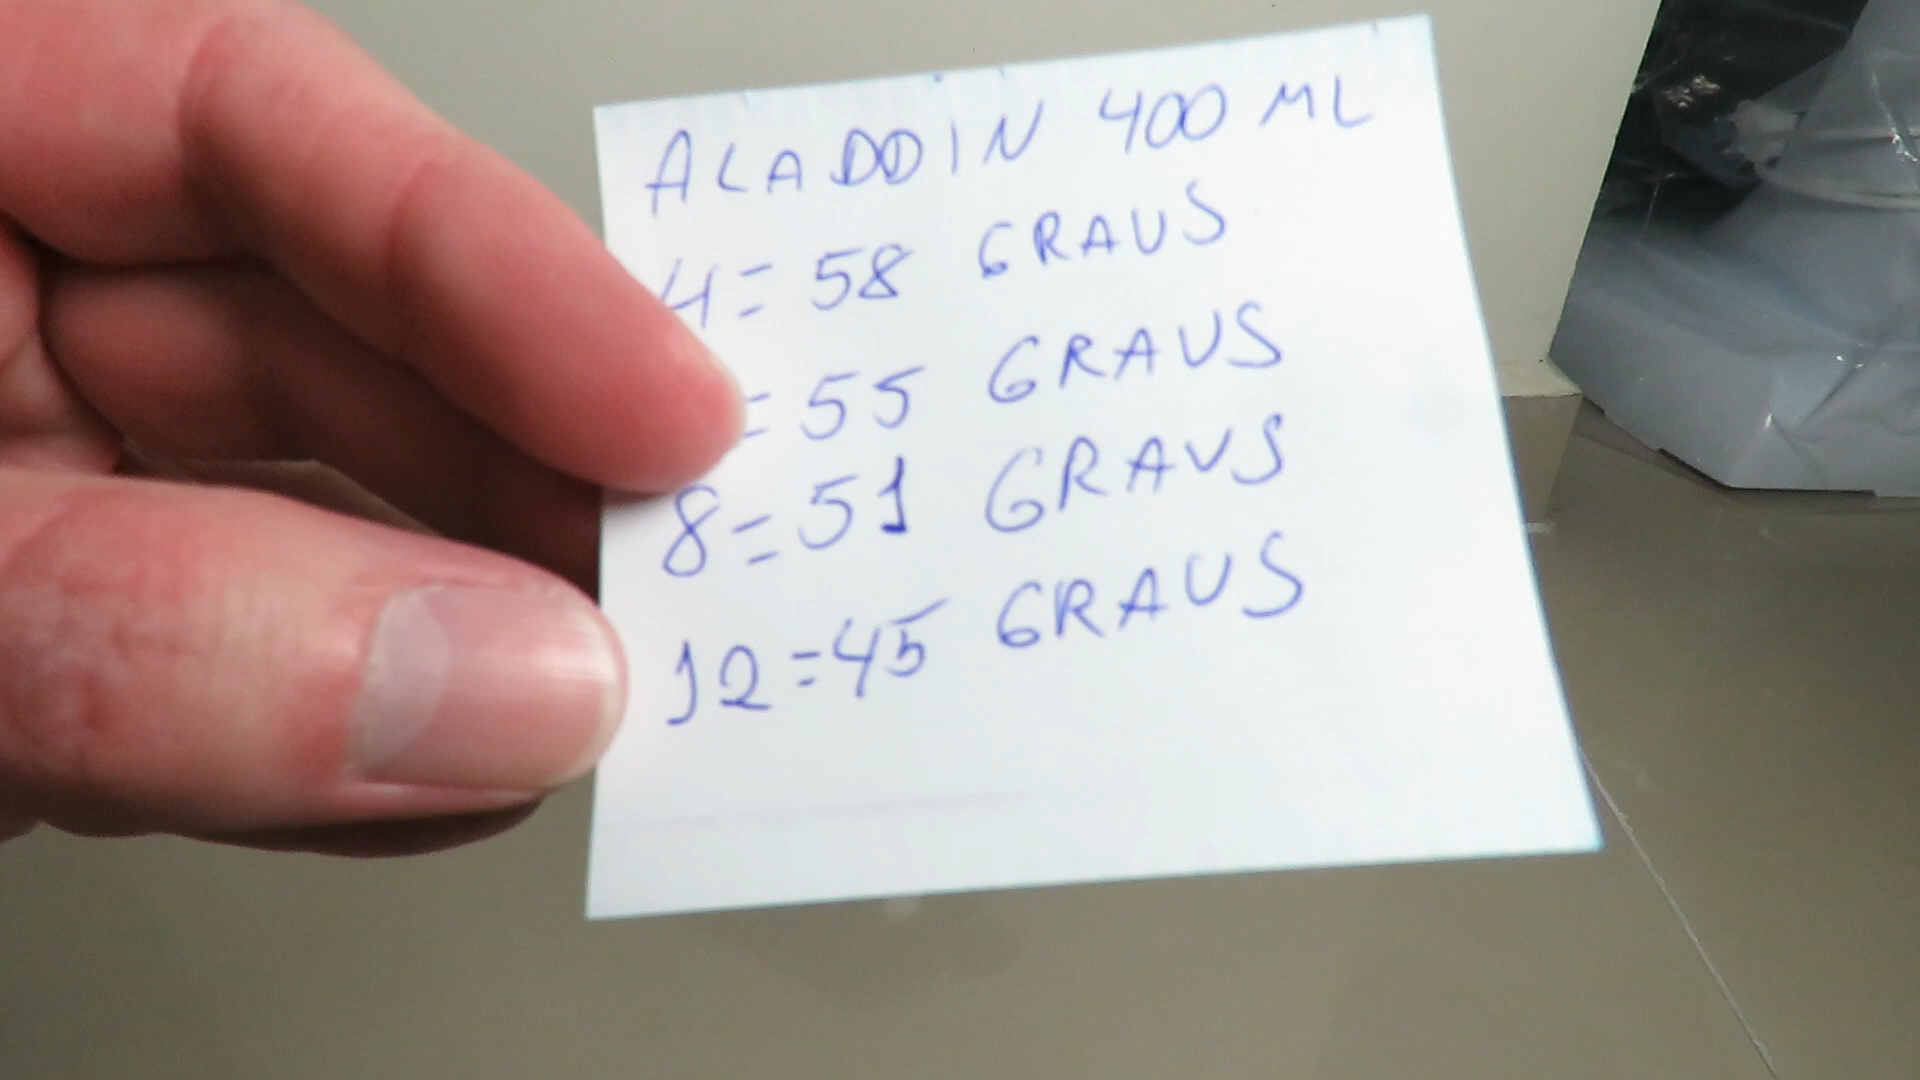 ALADDIN 400 ML
4= 58 GRAUS
= 55 GRAUS
8= 51 GRAUS
12=45 GRAUS